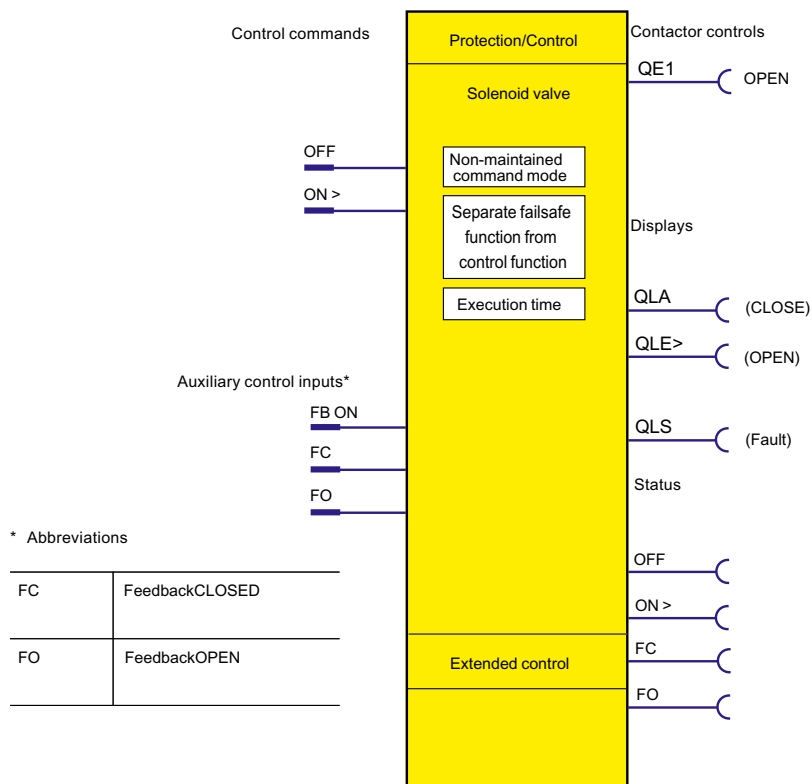 Control commands
Protection/Control
Contactor controls
QE1
OPEN
Solenoid valve
OFF
Non-maintained
command mode
ON >
Separate failsafe
function from
control function
Displays
Execution time
QLA
(CLOSE)
QLE>
(OPEN)
Auxiliary control inputs*
FB ON
QLS
(Fault)
FC
Status
FO
* Abbreviations
FC FeedbackCLOSED
FO FeedbackOPEN
OFF
ON >
Extended control
FC
FO